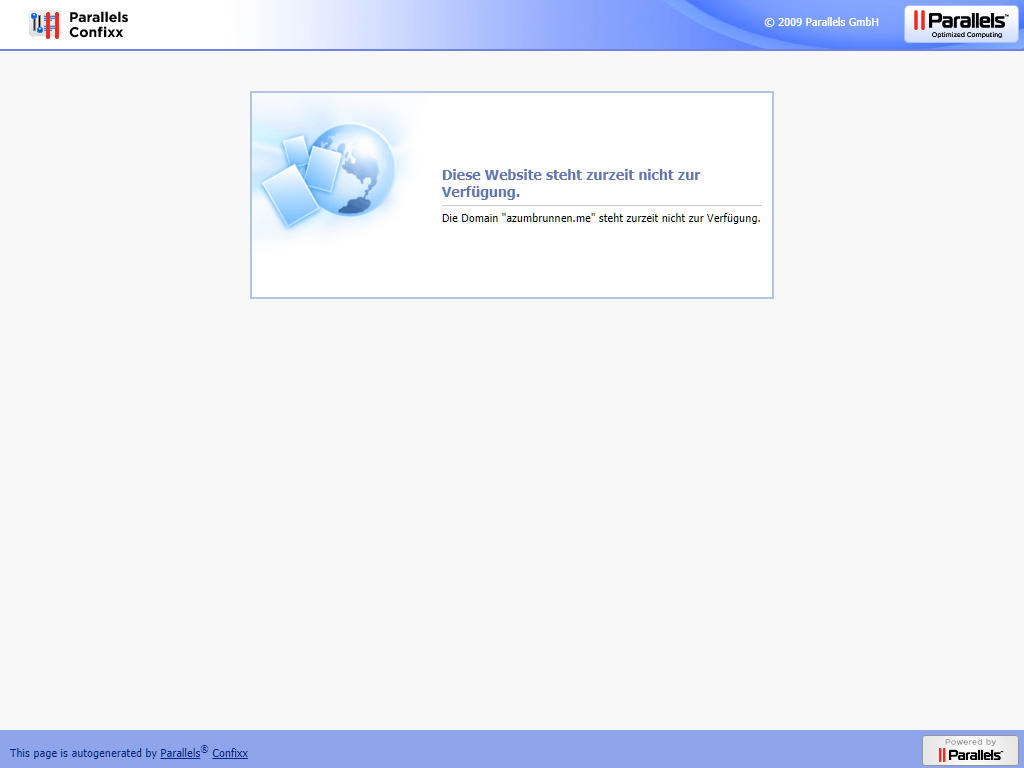 Parallels
Confixx
© 2009 Parallels GmbH
Parallels™
Optimized Computing
Diese Website steht zurzeit nicht zur
Verfügung.
Die Domain "azumbrunnen.me" steht zurzeit nicht zur Verfügung.
This page is autogenerated by Parallels® Confixx
Powered by
Parallels™